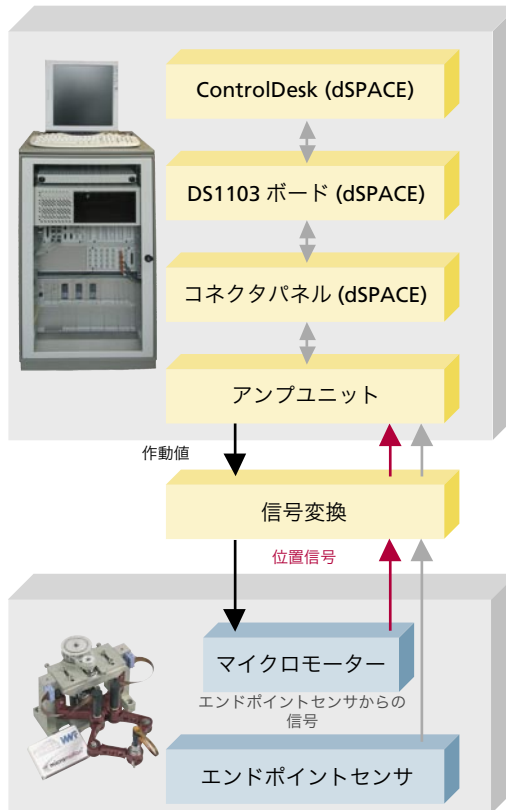 ControlDesk (dSPACE)
DS1103 ボード (dSPACE)
コネクタパネル (dSPACE)
アンプユニット
作動値
信号変換
位置信号
マイクロモーター
エンドポイントセンサからの
信号
エンドポイントセンサ